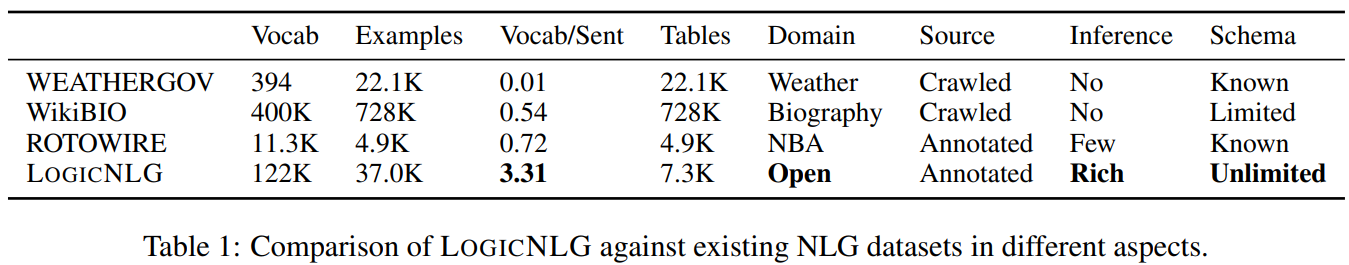 Vocab Examples Vocab/Sent Tables Domain Source Inference Schema
WEATHERGOV 394 22.1K 0.01 22.1K Weather Crawled No Known
WikiBIO 400K 728K 0.54 728K Biography Crawled No Limited
ROTOWIRE 11.3K 4.9K 0.72 4.9K NBA Annotated Few Known
LOGICNLG 122K 37.0K 3.31 7.3K Open Annotated Rich Unlimited
Table 1: Comparison of LOGICNLG against existing NLG datasets in different aspects.